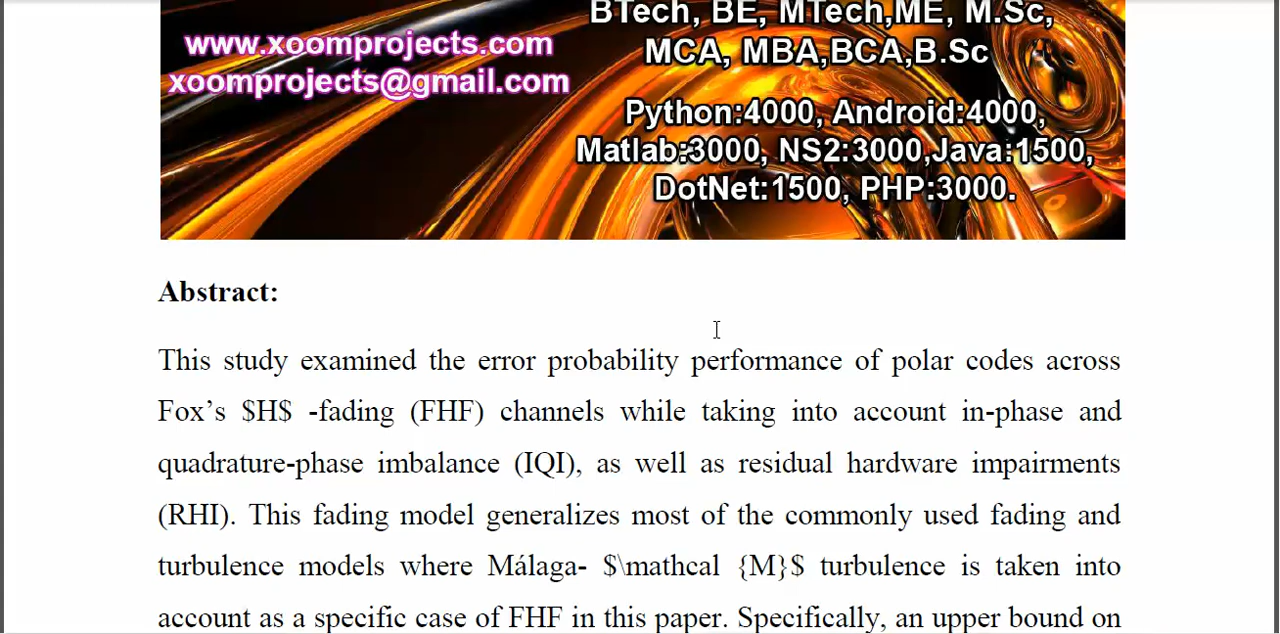 BTech, BE, MTech,ME, M.Sc,
www.xoomprojects.com
MCA, MBA,BCA,B.Sc
xoomprojects@gmail.com
Python:4000, Android:4000,
Matlab:3000, NS2:3000,Java:1500,
DotNet:1500, PHP:3000.
Abstract:
This study examined the error probability performance of polar codes across
Fox’s $H$ -fading (FHF) channels while taking into account in-phase and
quadrature-phase imbalance (IQI), as well as residual hardware impairments
(RHI). This fading model generalizes most of the commonly used fading and
turbulence models where Málaga- $\mathcal {M}$ turbulence is taken into
account as a specific case of FHF in this paper. Specifically, an upper bound on